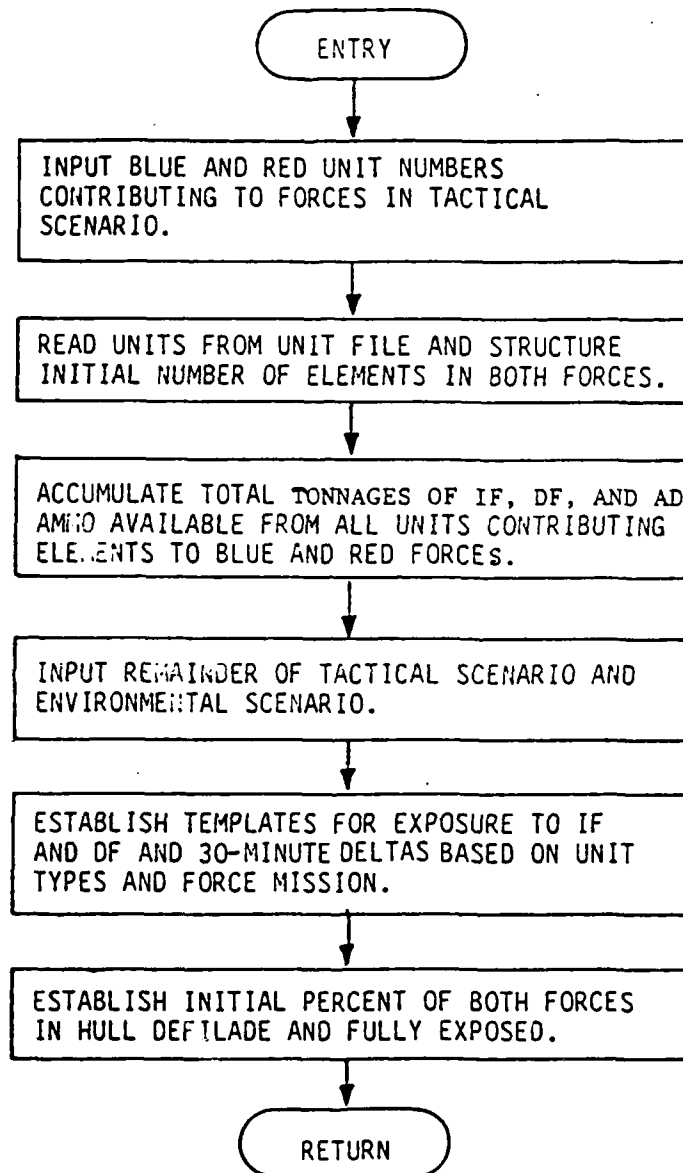 ENTRY
INPUT BLUE AND RED UNIT NUMBERS
CONTRIBUTING TO FORCES IN TACTICAL
SCENARIO.
READ UNITS FROM UNIT FILE AND STRUCTURE
INITIAL NUMBER OF ELEMENTS IN BOTH FORCES.
ACCUMULATE TOTAL TONNAGES OF IF, DF, AND AD
AMMO AVAILABLE FROM ALL UNITS CONTRIBUTING
ELEMENTS TO BLUE AND RED FORCES.
INPUT REMAINDER OF TACTICAL SCENARIO AND
ENVIRONMENTAL SCENARIO.
ESTABLISH TEMPLATES FOR EXPOSURE TO IF
AND DF AND 30-MINUTE DELTAS BASED ON UNIT
TYPES AND FORCE MISSION.
ESTABLISH INITIAL PERCENT OF BOTH FORCES
IN HULL DEFILADE AND FULLY EXPOSED.
RETURN